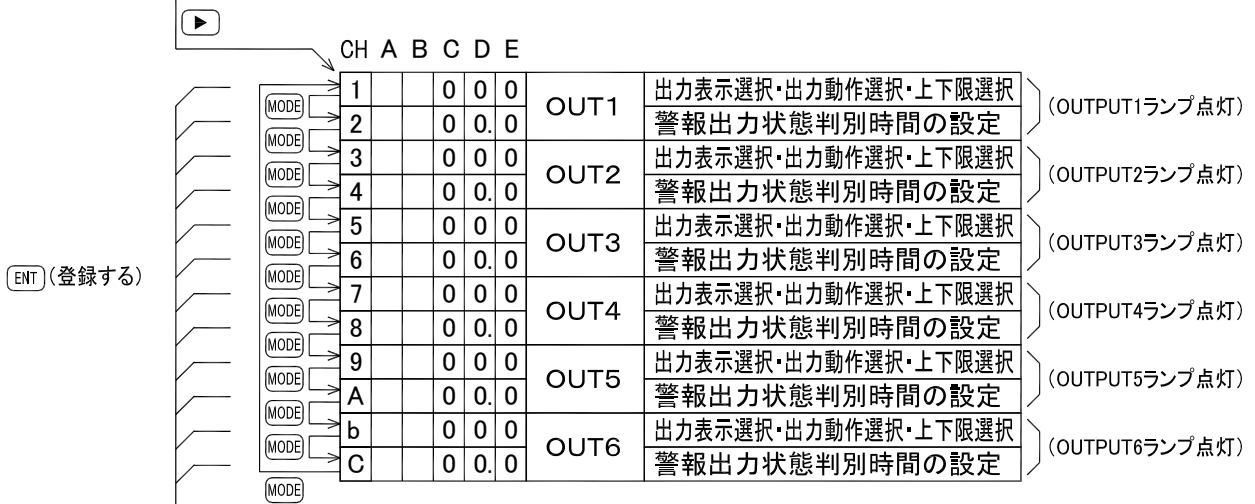 ▶
CH A B C D E
1 0 0 0 OUT1 出力表示選択・出力動作選択・上下限選択 (OUTPUT1ランプ点灯)
MODE
2 0 0. 0 警報出力状態判別時間の設定
MODE
3 0 0 0 OUT2 出力表示選択・出力動作選択・上下限選択 (OUTPUT2ランプ点灯)
MODE
4 0 0. 0 警報出力状態判別時間の設定
MODE
5 0 0 0 OUT3 出力表示選択・出力動作選択・上下限選択 (OUTPUT3ランプ点灯)
MODE
6 0 0. 0 警報出力状態判別時間の設定
ENT (登録する)
MODE
7 0 0 0 OUT4 出力表示選択・出力動作選択・上下限選択 (OUTPUT4ランプ点灯)
MODE
8 0 0. 0 警報出力状態判別時間の設定
MODE
9 0 0 0 OUT5 出力表示選択・出力動作選択・上下限選択 (OUTPUT5ランプ点灯)
MODE
A 0 0. 0 警報出力状態判別時間の設定
MODE
b 0 0 0 OUT6 出力表示選択・出力動作選択・上下限選択 (OUTPUT6ランプ点灯)
MODE
C 0 0. 0 警報出力状態判別時間の設定
MODE